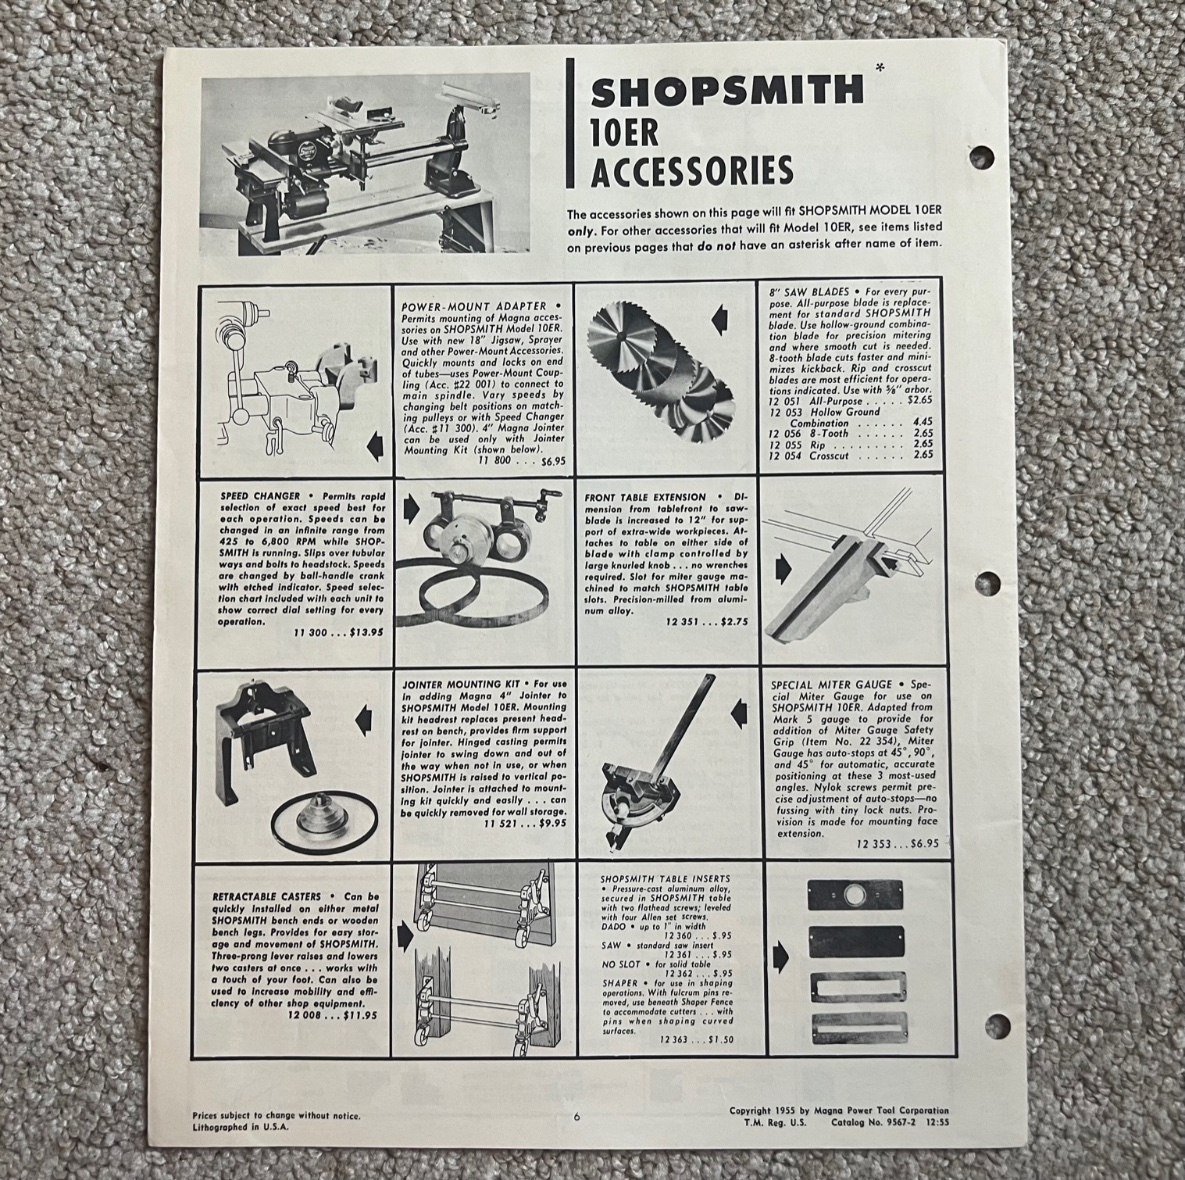 SHOPSMITH*
10ER
ACCESSORIES
The accessories shown on this page will fit SHOPSMITH MODEL 10ER
only. For other accessories that will fit Model 10ER, see items listed
on previous pages that do not have an asterisk after name of item.
POWER-MOUNT ADAPTER •
Permits mounting of Magna acces-
sories on SHOPSMITH Model 10ER.
Use with new 18" Jigsaw, Sprayer
and other Power-Mount Accessories.
Quickly mounts and locks on end
of tubes—uses Power-Mount Coup-
ling (Acc. #22 001) to connect to
main spindle. Vary speeds by
changing belt positions on match-
ing pulleys or with Speed Changer
(Acc. #11 300). 4" Magna Jointer
can be used only with Jointer
Mounting Kit (shown below).
11 800 . . . $6.95
8" SAW BLADES • For every pur-
pose. All-purpose blade is replace-
ment for standard SHOPSMITH
blade. Use hollow-ground combina-
tion blade for precision mitering
and where smooth cut is needed.
8-tooth blade cuts faster and mini-
mizes kickback. Rip and crosscut
blades are most efficient for opera-
tions indicated. Use with 5/8" arbor.
12 051 All-Purpose . . . . . $2.65
12 053 Hollow Ground
Combination . . . . . . 4.45
12 056 8-Tooth . . . . . . 2.65
12 055 Rip . . . . . . . . 2.65
12 054 Crosscut . . . . . . 2.65
SPEED CHANGER • Permits rapid
selection of exact speed best for
each operation. Speeds can be
changed in an infinite range from
425 to 6,800 RPM while SHOP-
SMITH is running. Slips over tubular
ways and bolts to headstock. Speeds
are changed by ball-handle crank
with etched indicator. Speed selec-
tion chart included with each unit to
show correct dial setting for every
operation.
11 300 . . . $13.95
FRONT TABLE EXTENSION • Di-
mension from tablefront to saw-
blade is increased to 12" for sup-
port of extra-wide workpieces. At-
taches to table on either side of
blade with clamp controlled by
large knurled knob . . . no wrenches
required. Slot for miter gauge ma-
chined to match SHOPSMITH table
slots. Precision-milled from alumi-
num alloy.
12 351 . . . $2.75
JOINTER MOUNTING KIT • For use
in adding Magna 4" Jointer to
SHOPSMITH Model 10ER. Mounting
kit headrest replaces present head-
rest on bench, provides firm support
for jointer. Hinged casting permits
jointer to swing down and out of
the way when not in use, or when
SHOPSMITH is raised to vertical po-
sition. Jointer is attached to mount-
ing kit quickly and easily . . . can
be quickly removed for wall storage.
11 521 . . . $9.95
SPECIAL MITER GAUGE • Spe-
cial Miter Gauge for use on
SHOPSMITH 10ER. Adapted from
Mark 5 gauge to provide for
addition of Miter Gauge Safety
Grip (Item No. 22 354), Miter
Gauge has auto-stops at 45°, 90°,
and 45° for automatic, accurate
positioning at these 3 most-used
angles. Nylok screws permit pre-
cise adjustment of auto-stops—no
fussing with tiny lock nuts. Pro-
vision is made for mounting face
extension.
12 353 . . . $6.95
RETRACTABLE CASTERS • Can be
quickly installed on either metal
SHOPSMITH bench ends or wooden
bench legs. Provides for easy stor-
age and movement of SHOPSMITH.
Three-prong lever raises and lowers
two casters at once . . . works with
a touch of your foot. Can also be
used to increase mobility and effi-
ciency of other shop equipment.
12 008 . . . $11.95
SHOPSMITH TABLE INSERTS
• Pressure-cast aluminum alloy,
secured in SHOPSMITH table
with two flathead screws; leveled
with four Allen set screws.
DADO • up to 1" in width
12 360 . . . $.95
SAW • standard saw insert
12 361 . . . $.95
NO SLOT • for solid table
12 362 . . . $.95
SHAPER • for use in shaping
operations. With fulcrum pins re-
moved, use beneath Shaper Fence
to accommodate cutters . . . with
pins when shaping curved
surfaces.
12 363 . . . $1.50
Prices subject to change without notice.
Lithographed in U.S.A.
6
Copyright 1955 by Magna Power Tool Corporation
T.M. Reg. U.S. Catalog No. 9567-2 12:55